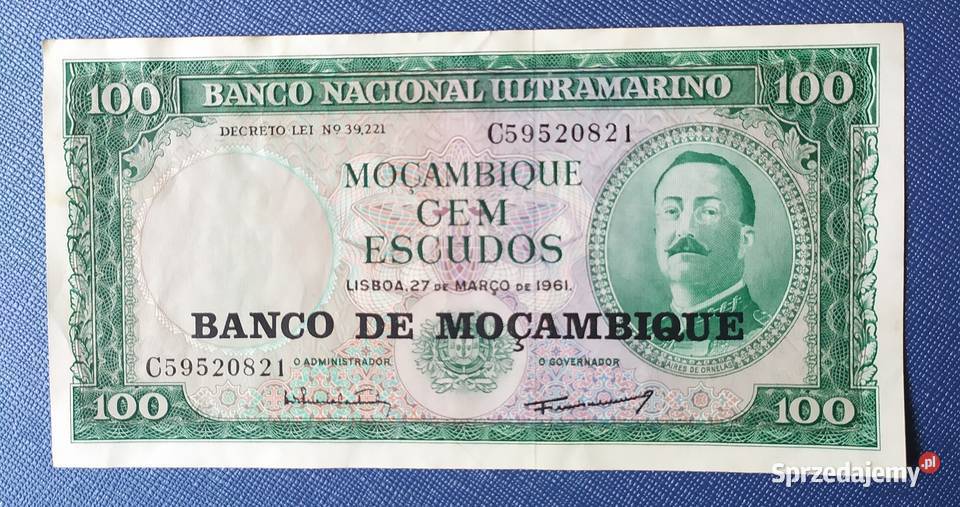 100 BANCO NACIONAL ULTRAMARINO 100
DECRETO LEI Nº 39,221 C59520821
MOÇAMBIQUE
CEM
ESCUDOS
LISBOA, 27 DE MARÇO DE 1961.
BANCO DE MOÇAMBIQUE
C59520821 O ADMINISTRADOR O GOVERNADOR AIRES DE ORNELAS
100 100
Sprzedajemy.pl